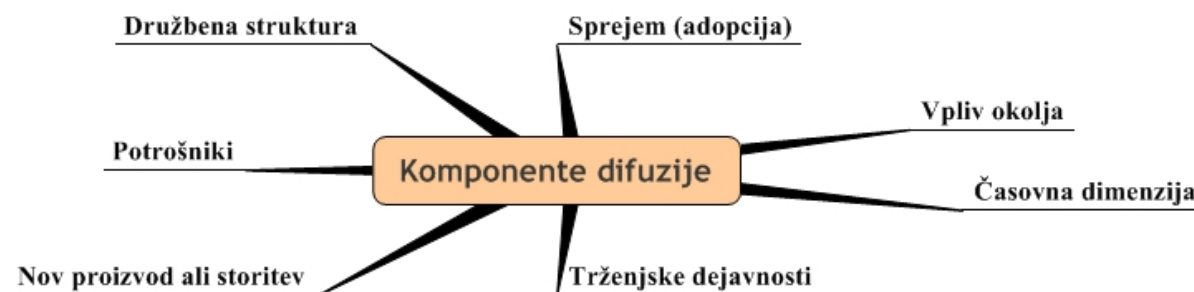 Družbena struktura
Sprejem (adopcija)
Vpliv okolja
Potrošniki
Komponente difuzije
Časovna dimenzija
Nov proizvod ali storitev
Trženjske dejavnosti